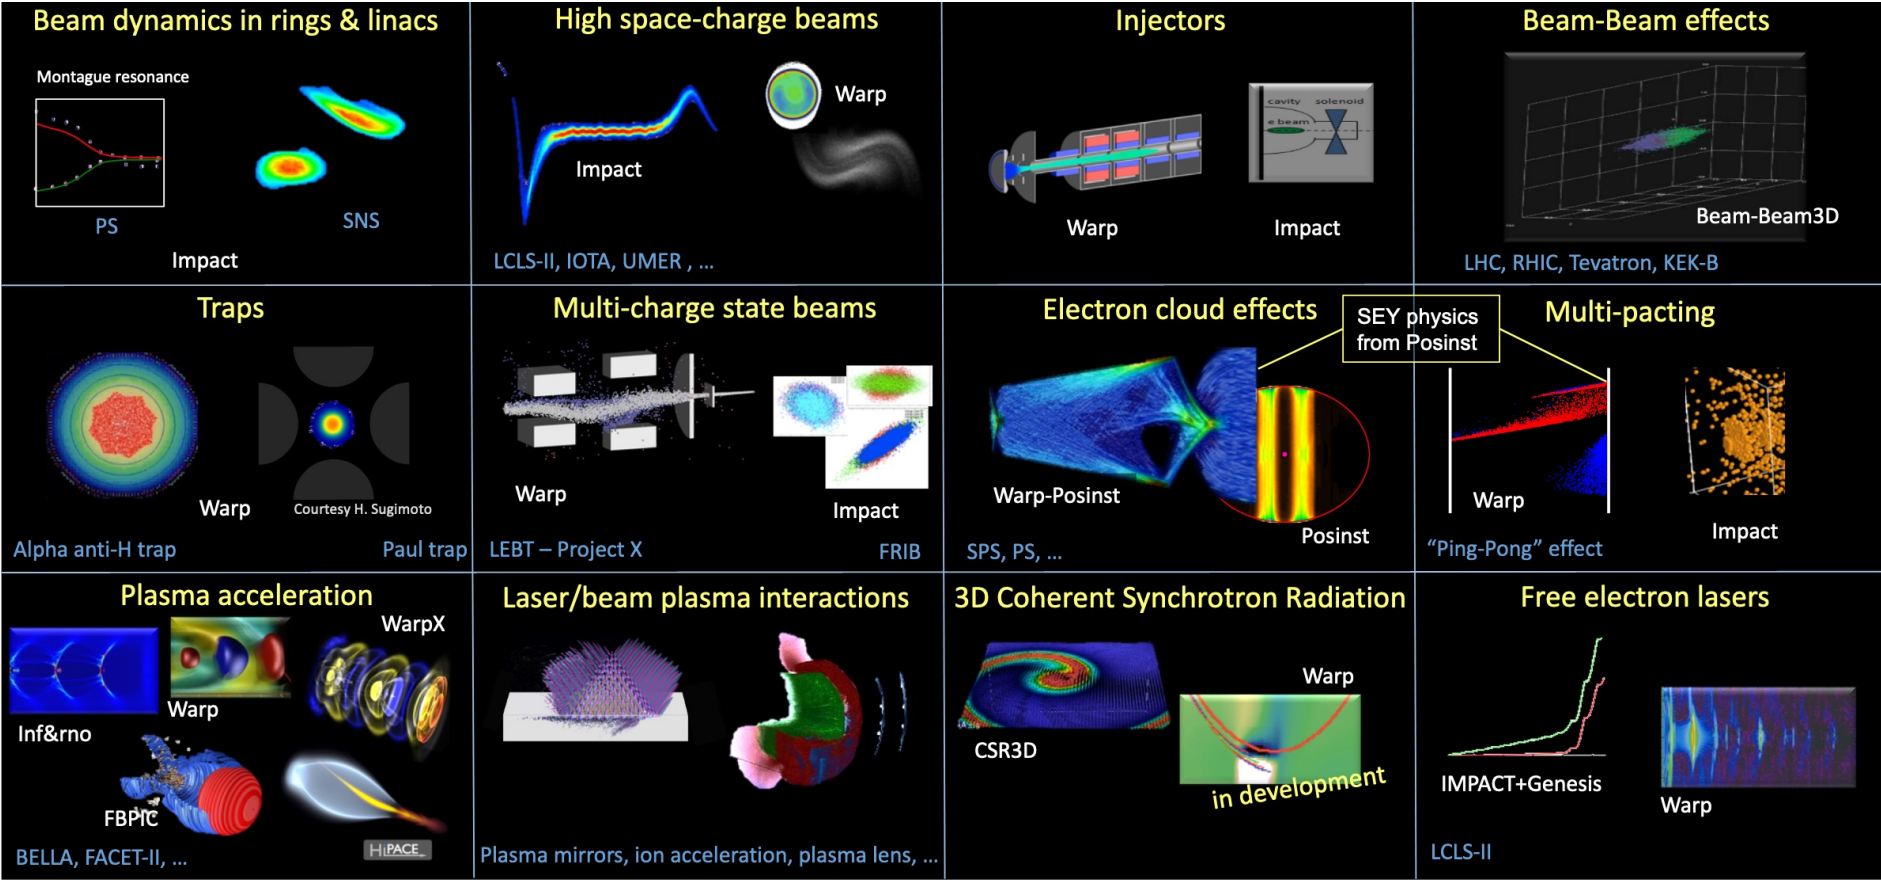 Beam dynamics in rings & linacs
Montague resonance
PS
SNS
Impact
High space-charge beams
Warp
Impact
LCLS-II, IOTA, UMER , ...
Injectors
cavity
solenoid
e beam
Warp
Impact
Beam-Beam effects
Beam-Beam3D
LHC, RHIC, Tevatron, KEK-B
Traps
Warp
Courtesy H. Sugimoto
Alpha anti-H trap
Paul trap
Multi-charge state beams
Warp
Impact
LEBT – Project X
FRIB
Electron cloud effects
SEY physics
from Posinst
Warp-Posinst
Posinst
SPS, PS, ...
Multi-pacting
Warp
Impact
“Ping-Pong” effect
Plasma acceleration
WarpX
Warp
Inf&rno
FBPIC
HiPACE
BELLA, FACET-II, ...
Laser/beam plasma interactions
Plasma mirrors, ion acceleration, plasma lens, ...
3D Coherent Synchrotron Radiation
Warp
CSR3D
in development
Free electron lasers
IMPACT+Genesis
Warp
LCLS-II